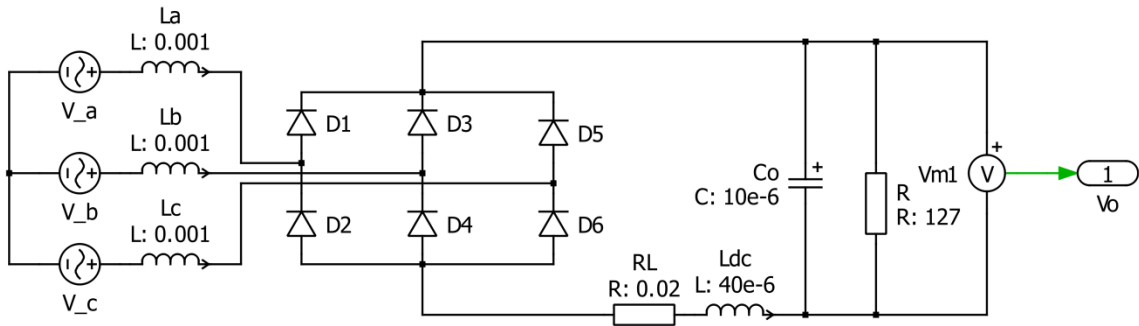 La
L: 0.001
V_a
Lb
L: 0.001
V_b
Lc
L: 0.001
V_c
D1
D3
D5
D2
D4
D6
RL
R: 0.02
Ldc
L: 40e-6
Co
C: 10e-6
R
R: 127
Vm1
V
1
Vo